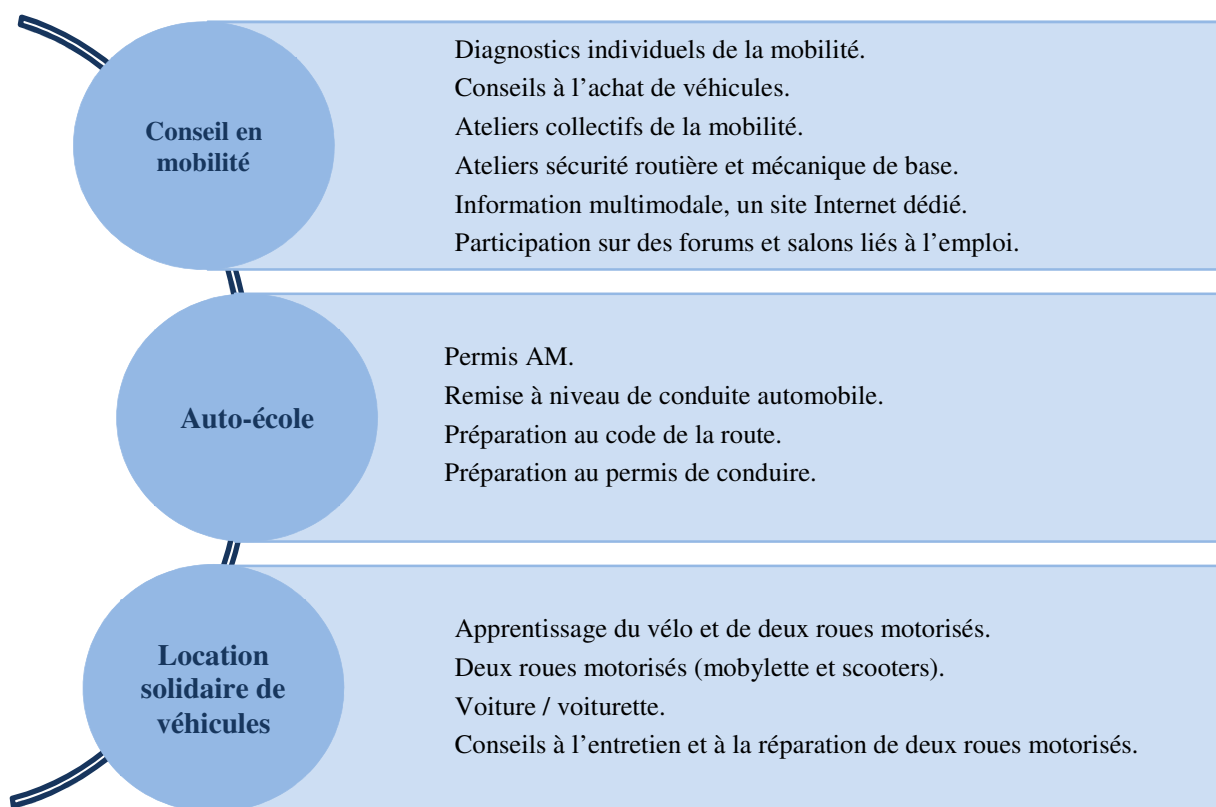 Conseil en
mobilité
Diagnostics individuels de la mobilité.
Conseils à l’achat de véhicules.
Ateliers collectifs de la mobilité.
Ateliers sécurité routière et mécanique de base.
Information multimodale, un site Internet dédié.
Participation sur des forums et salons liés à l’emploi.
Auto-école
Permis AM.
Remise à niveau de conduite automobile.
Préparation au code de la route.
Préparation au permis de conduire.
Location
solidaire de
véhicules
Apprentissage du vélo et de deux roues motorisés.
Deux roues motorisés (mobylette et scooters).
Voiture / voiturette.
Conseils à l’entretien et à la réparation de deux roues motorisés.